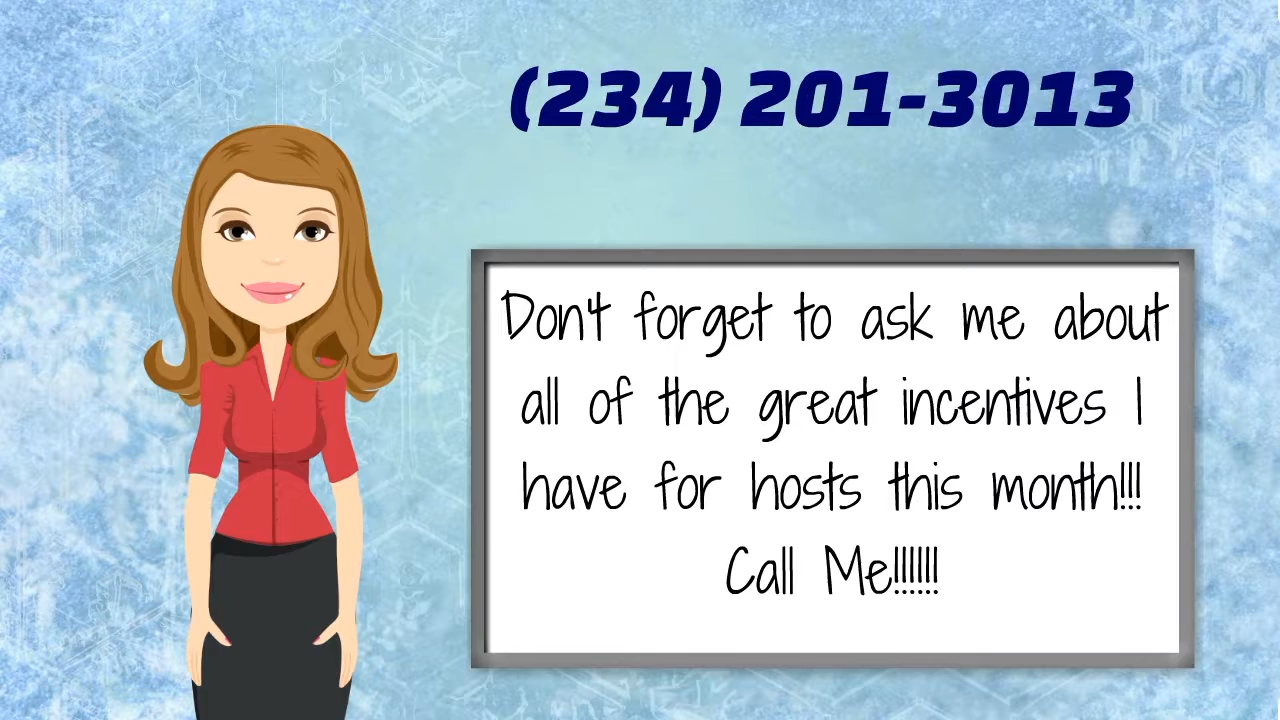 (234) 201-3013
Don't forget to ask me about
all of the great incentives I
have for hosts this month!!!
Call Me!!!!!!